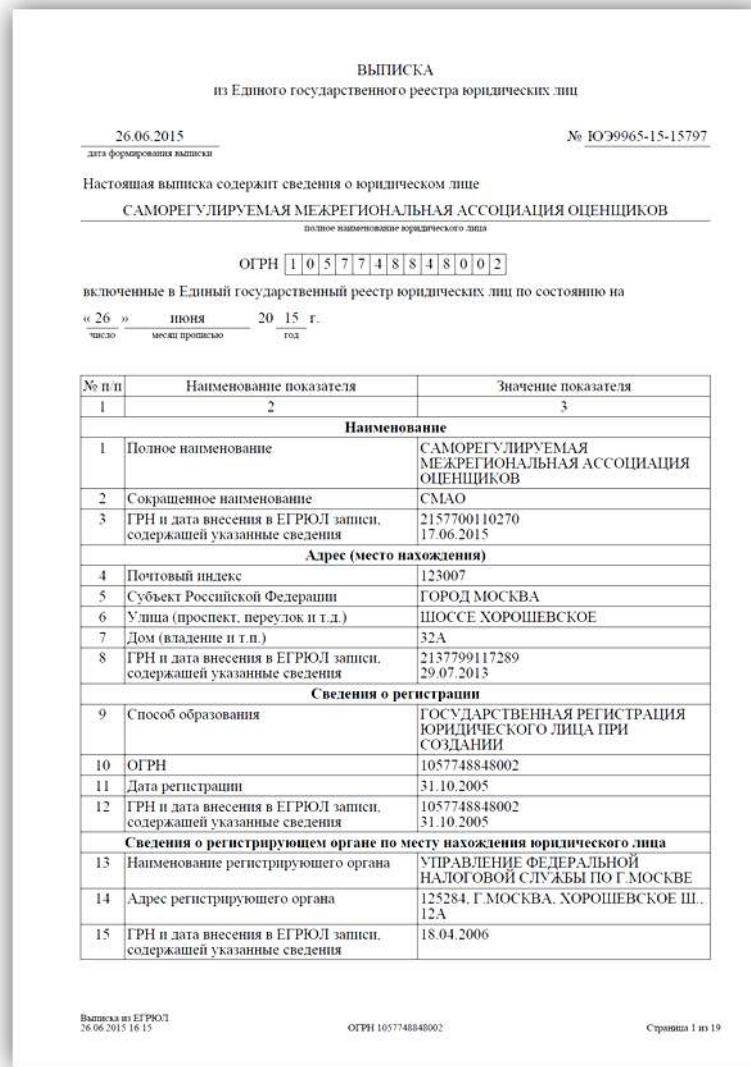 ВЫПИСКА
из Единого государственного реестра юридических лиц
26.06.2015 № ЮЭ9965-15-15797
дата формирования выписки
Настоящая выписка содержит сведения о юридическом лице
САМОРЕГУЛИРУЕМАЯ МЕЖРЕГИОНАЛЬНАЯ АССОЦИАЦИЯ ОЦЕНЩИКОВ
полное наименование юридического лица
ОГРН 1 0 5 7 7 4 8 8 4 8 0 0 2
включенные в Единый государственный реестр юридических лиц по состоянию на
« 26 » июня 20 15 г.
число месяц прописью год
№ п/п Наименование показателя Значение показателя
1 2 3
Наименование
1 Полное наименование САМОРЕГУЛИРУЕМАЯ
МЕЖРЕГИОНАЛЬНАЯ АССОЦИАЦИЯ
ОЦЕНЩИКОВ
2 Сокращенное наименование СМАО
3 ГРН и дата внесения в ЕГРЮЛ записи, 2157700110270
содержащей указанные сведения 17.06.2015
Адрес (место нахождения)
4 Почтовый индекс 123007
5 Субъект Российской Федерации ГОРОД МОСКВА
6 Улица (проспект, переулок и т.д.) ШОССЕ ХОРОШЕВСКОЕ
7 Дом (владение и т.п.) 32А
8 ГРН и дата внесения в ЕГРЮЛ записи, 2137799117289
содержащей указанные сведения 29.07.2013
Сведения о регистрации
9 Способ образования ГОСУДАРСТВЕННАЯ РЕГИСТРАЦИЯ
ЮРИДИЧЕСКОГО ЛИЦА ПРИ
СОЗДАНИИ
10 ОГРН 1057748848002
11 Дата регистрации 31.10.2005
12 ГРН и дата внесения в ЕГРЮЛ записи, 1057748848002
содержащей указанные сведения 31.10.2005
Сведения о регистрирующем органе по месту нахождения юридического лица
13 Наименование регистрирующего органа УПРАВЛЕНИЕ ФЕДЕРАЛЬНОЙ
НАЛОГОВОЙ СЛУЖБЫ ПО Г.МОСКВЕ
14 Адрес регистрирующего органа 125284, Г.МОСКВА, ХОРОШЕВСКОЕ Ш.,
12А
15 ГРН и дата внесения в ЕГРЮЛ записи, 18.04.2006
содержащей указанные сведения
Выписка из ЕГРЮЛ
26.06.2015 16:15 ОГРН 1057748848002 Страница 1 из 19